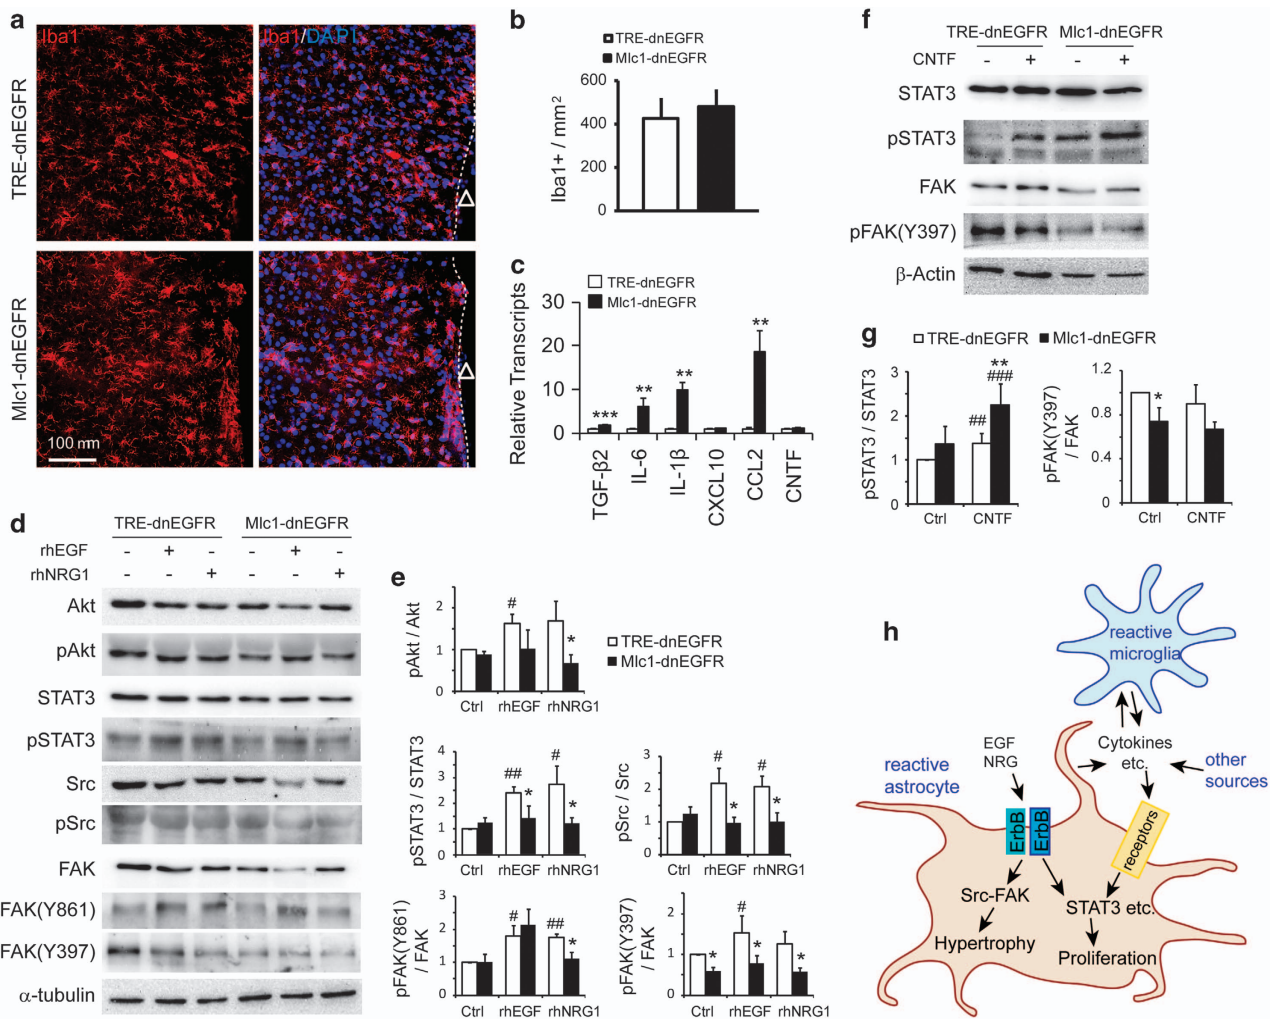 a
Iba1
Iba1/DAPI
TRE-dnEGFR
Mlc1-dnEGFR
100 mm
b
TRE-dnEGFR
Mlc1-dnEGFR
Iba1+ / mm²
600
400
200
0
c
TRE-dnEGFR
Mlc1-dnEGFR
Relative Transcripts
30
20
10
0
***
**
**
**
TGF-β2
IL-6
IL-1β
CXCL10
CCL2
CNTF
d
TRE-dnEGFR Mlc1-dnEGFR
rhEGF - + - - + -
rhNRG1 - - + - - +
Akt
pAkt
STAT3
pSTAT3
Src
pSrc
FAK
FAK(Y861)
FAK(Y397)
α-tubulin
e
TRE-dnEGFR
Mlc1-dnEGFR
pAkt / Akt
2
1
0
# *
Ctrl rhEGF rhNRG1
pSTAT3 / STAT3
4
3
2
1
0
## * # *
Ctrl rhEGF rhNRG1
pSrc / Src
3
2
1
0
# * # *
Ctrl rhEGF rhNRG1
pFAK(Y861)
/ FAK
3
2
1
0
# ## *
Ctrl rhEGF rhNRG1
pFAK(Y397)
/ FAK
2
1
0
* # * *
Ctrl rhEGF rhNRG1
f
TRE-dnEGFR Mlc1-dnEGFR
CNTF - + - +
STAT3
pSTAT3
FAK
pFAK(Y397)
β-Actin
g
TRE-dnEGFR Mlc1-dnEGFR
pSTAT3 / STAT3
3
2
1
0
##
**
###
Ctrl CNTF
pFAK(Y397)
/ FAK
1.2
0.8
0.4
0
*
Ctrl CNTF
h
reactive
microglia
Cytokines
etc.
other
sources
EGF
NRG
reactive
astrocyte
ErbB
ErbB
receptors
Src-FAK
STAT3 etc.
Hypertrophy
Proliferation